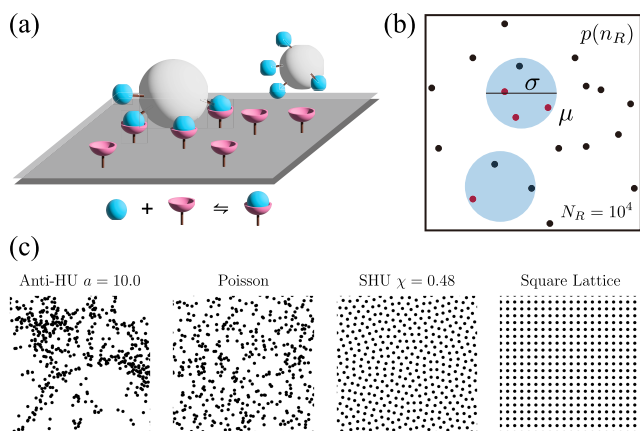 (a)
+ ⇋
(b)
p(n_R)
σ
μ
N_R = 10^4
(c)
Anti-HU a = 10.0
Poisson
SHU χ = 0.48
Square Lattice